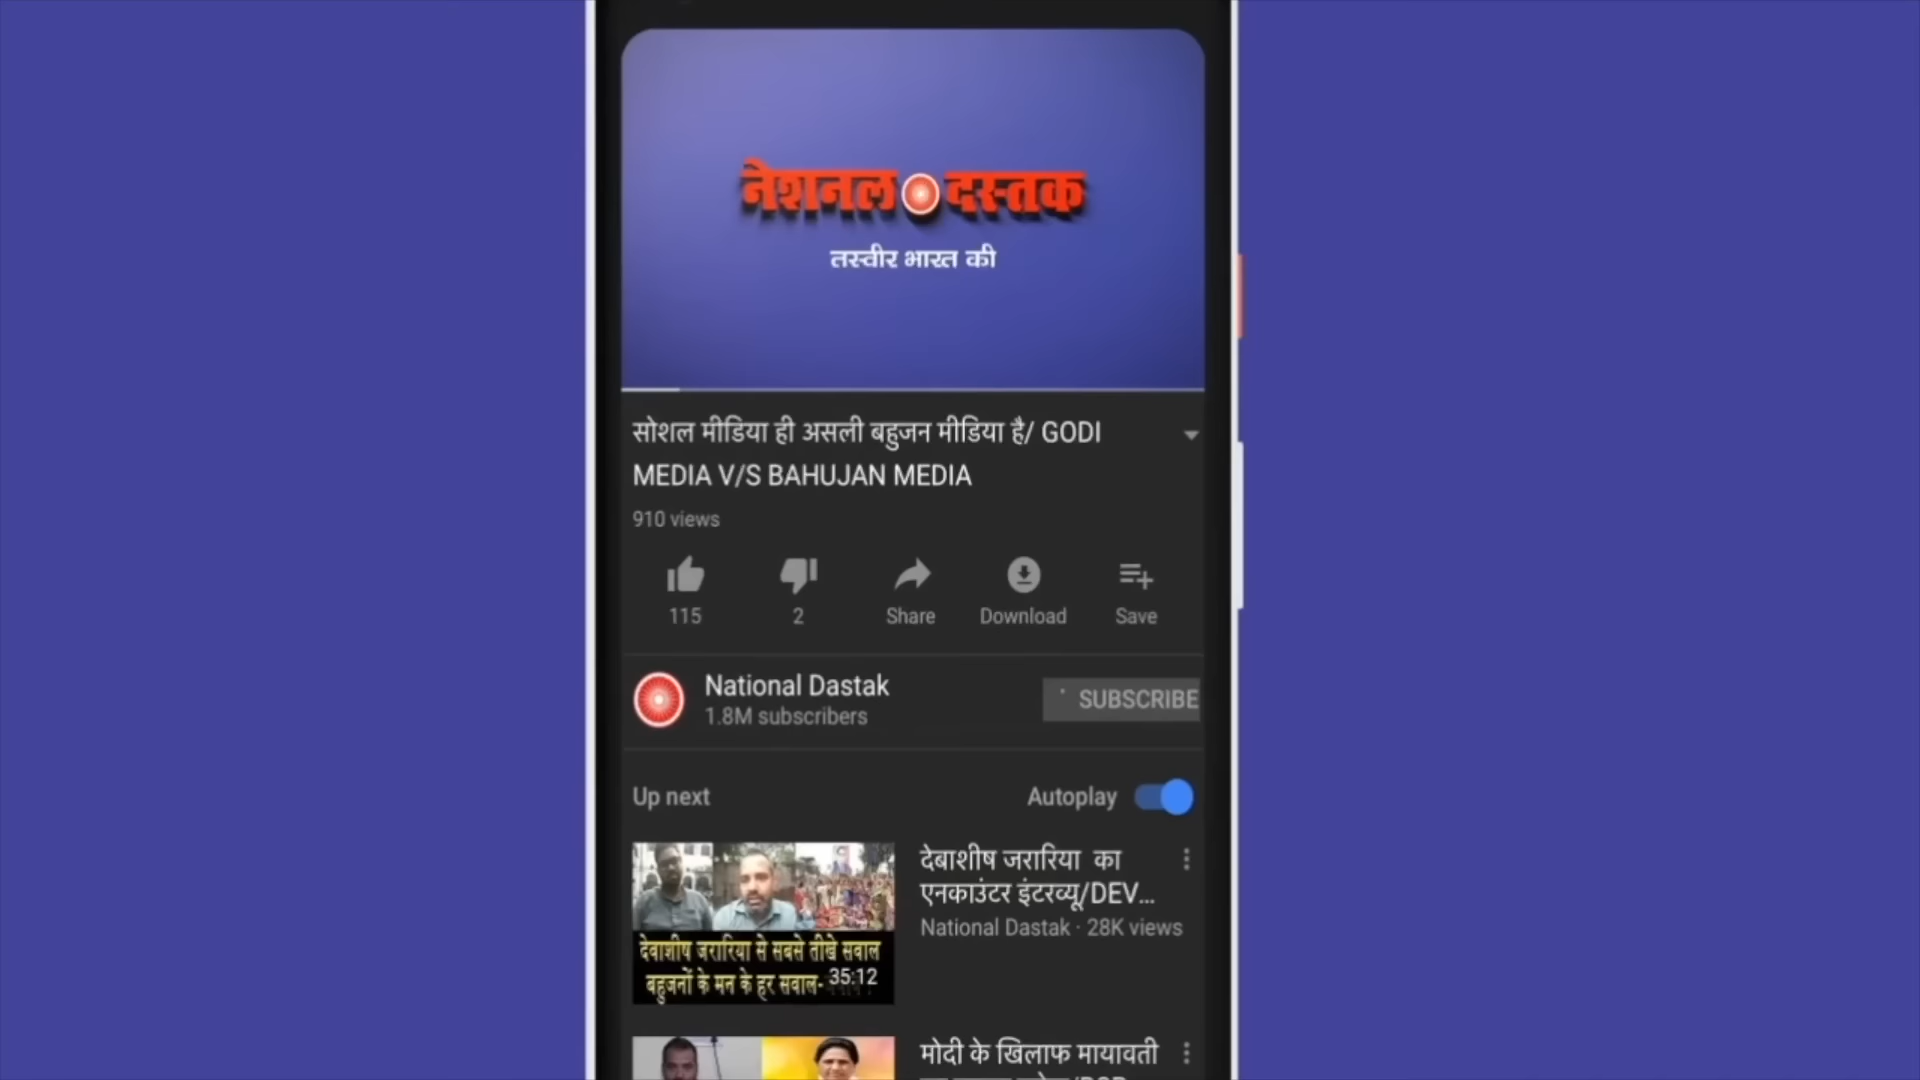 नेशनल दस्तक
तस्वीर भारत की
सोशल मीडिया ही असली बहुजन मीडिया है/ GODI
MEDIA V/S BAHUJAN MEDIA
910 views
115
2
Share
Download
Save
National Dastak
1.8M subscribers
SUBSCRIBE
Up next
Autoplay
देबाशीष जरारिया का
एनकाउंटर इंटरव्यू/DEV...
National Dastak · 28K views
देवाशीष जरारिया से सबसे तीखे सवाल
बहुजनों के मन के हर सवाल-
35:12
मोदी के खिलाफ मायावती